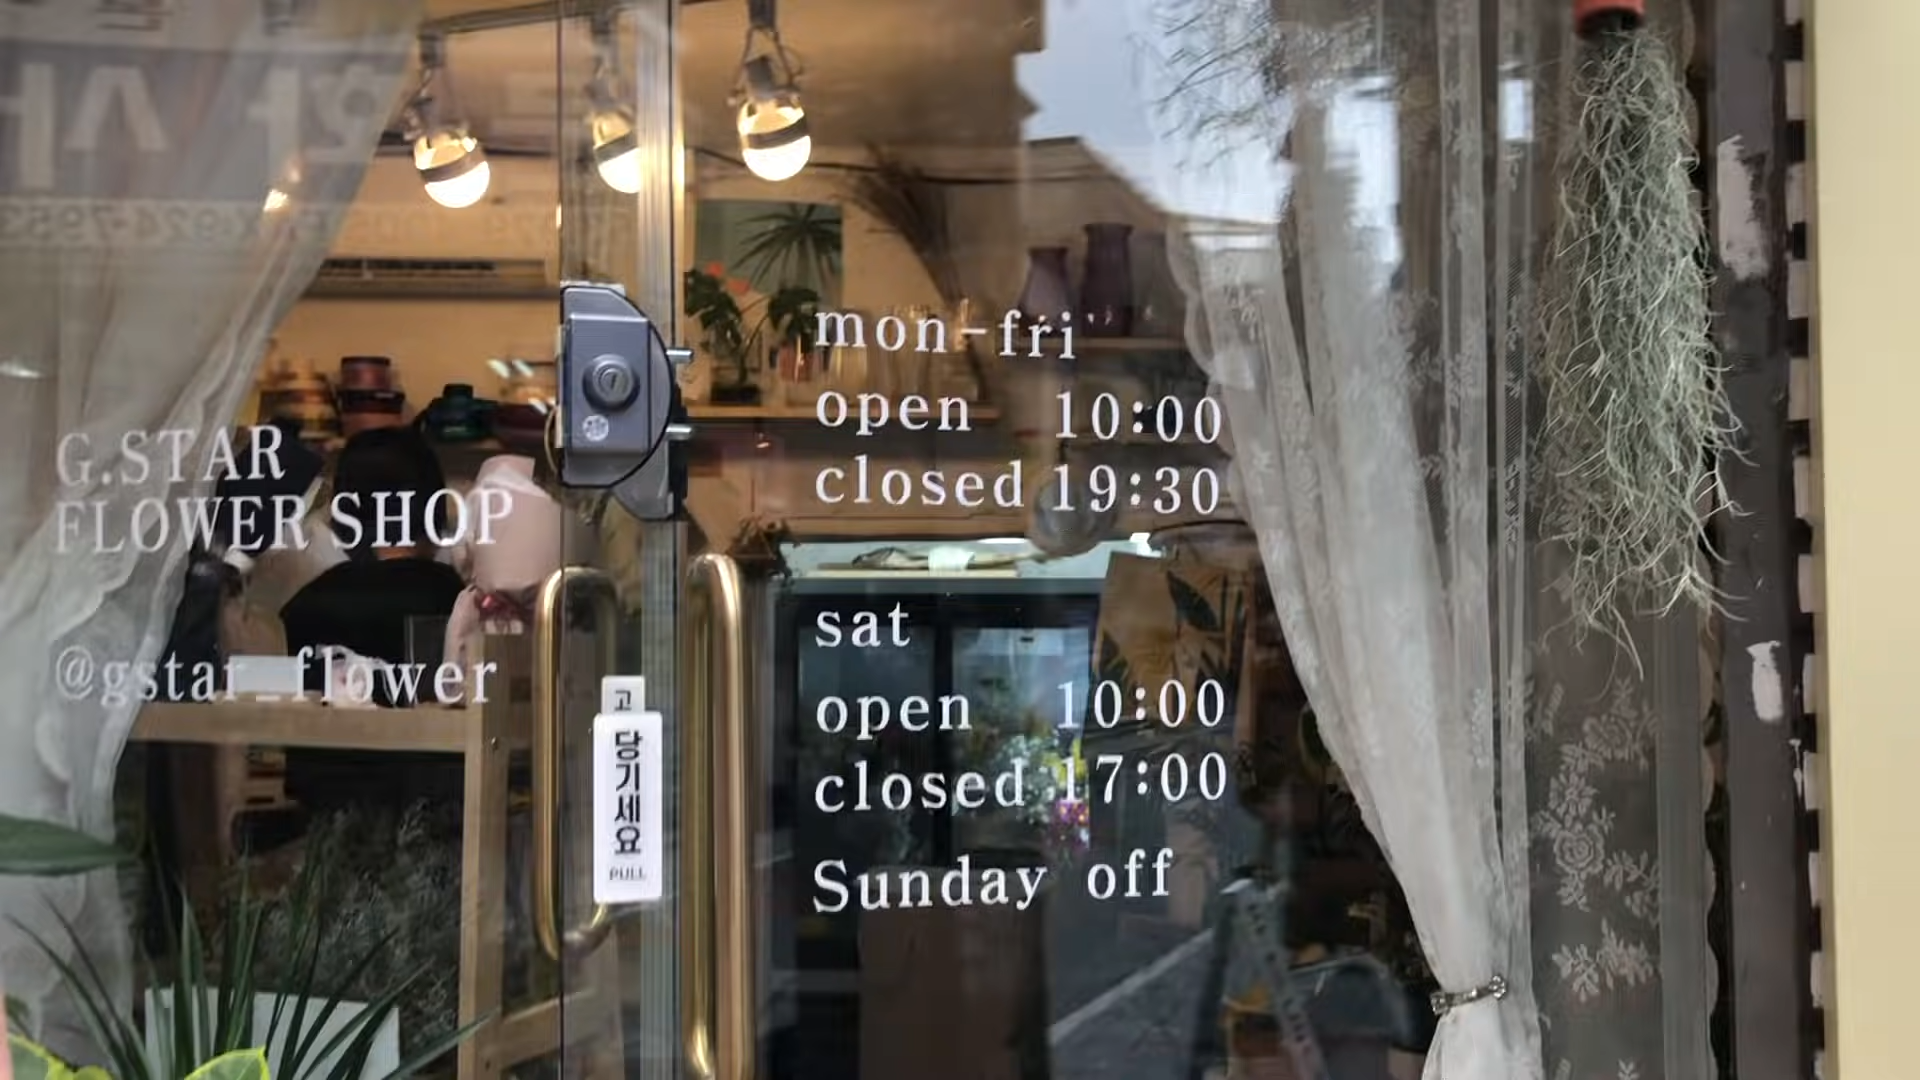 G.STAR
FLOWER SHOP
@gstar_flower
고
당기세요
PULL
mon-fri
open 10:00
closed 19:30
sat
open 10:00
closed 17:00
Sunday off